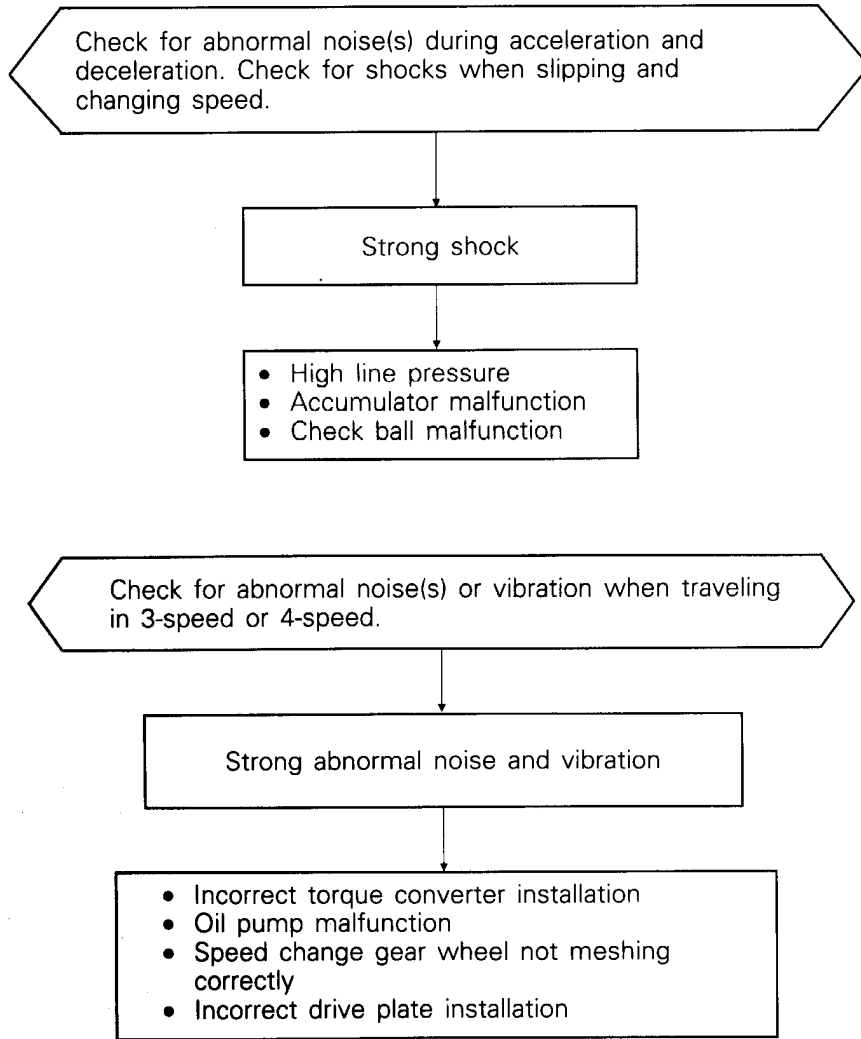 Check for abnormal noise(s) during acceleration and
deceleration. Check for shocks when slipping and
changing speed.
Strong shock
• High line pressure
• Accumulator malfunction
• Check ball malfunction
Check for abnormal noise(s) or vibration when traveling
in 3-speed or 4-speed.
Strong abnormal noise and vibration
• Incorrect torque converter installation
• Oil pump malfunction
• Speed change gear wheel not meshing
correctly
• Incorrect drive plate installation